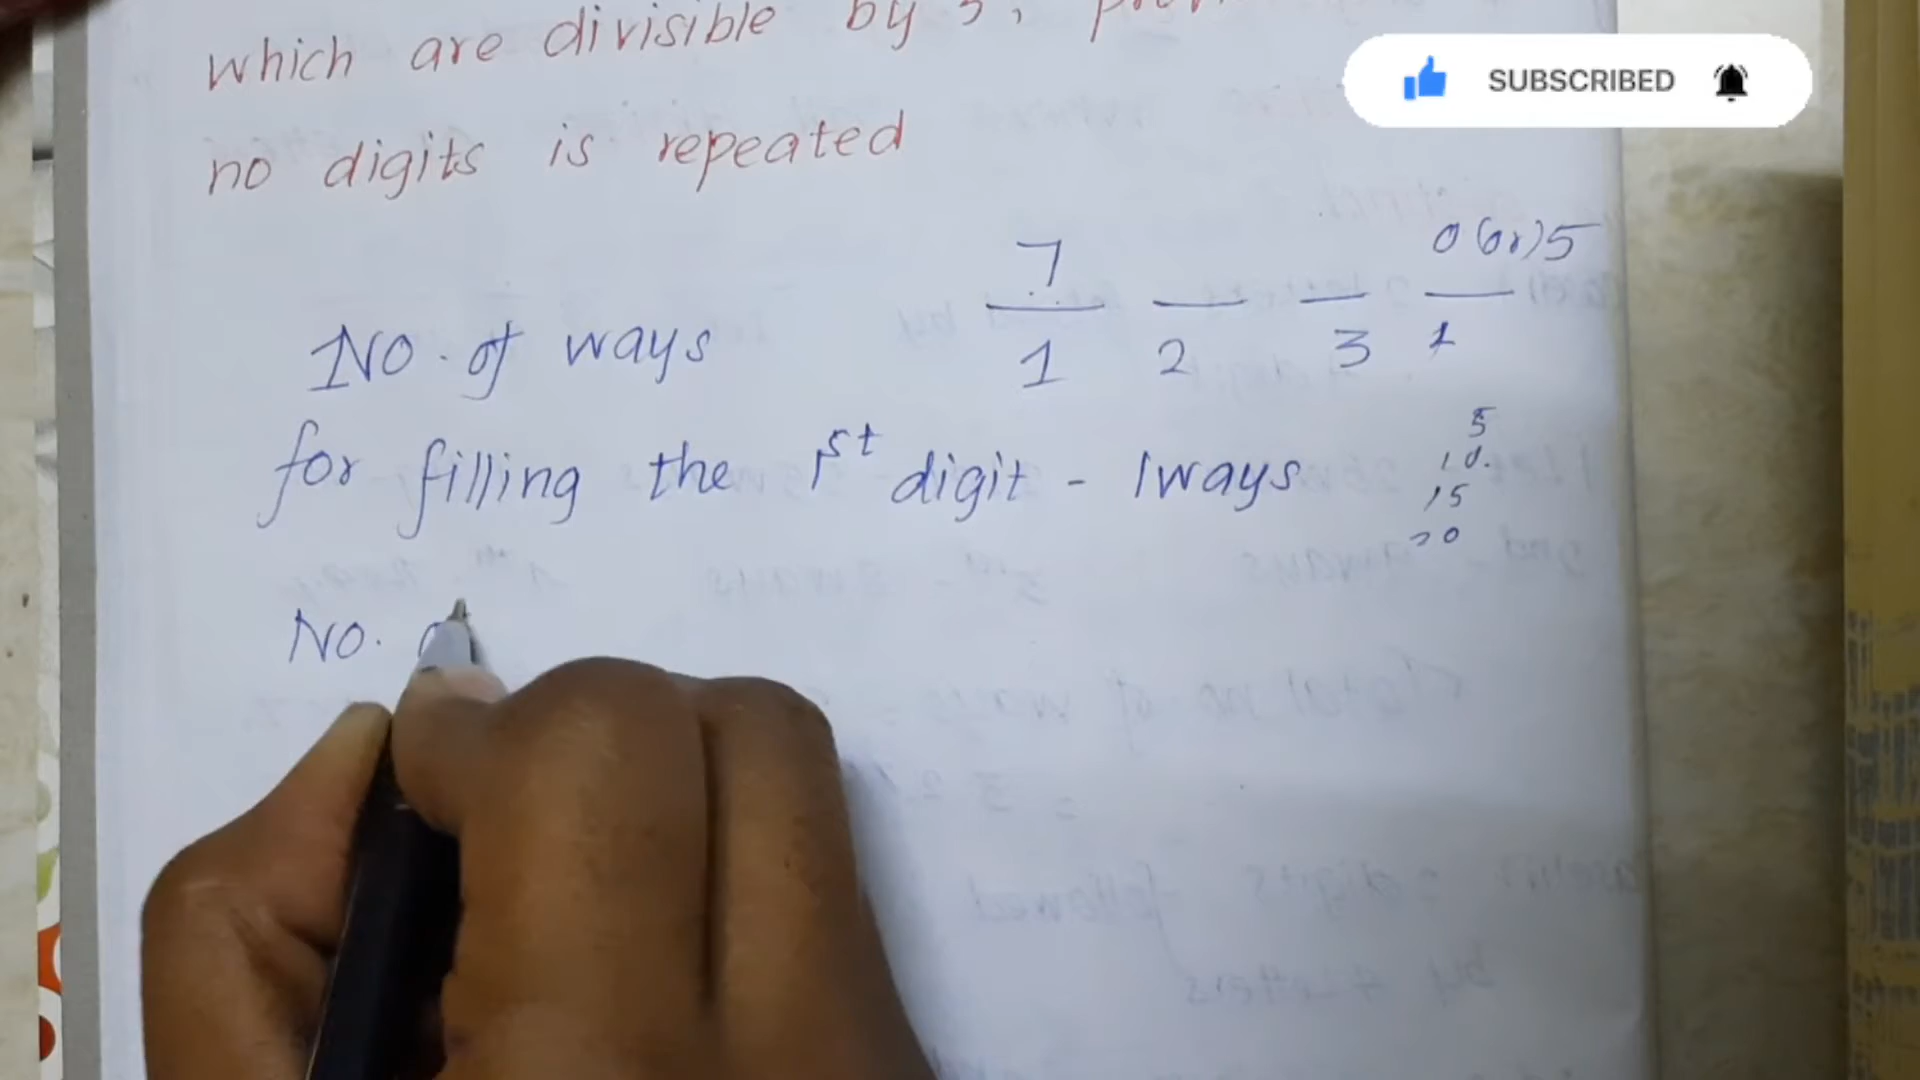 which are divisible by 5,
SUBSCRIBED
no digits is repeated
7 0 (or) 5
No. of ways 1 2 3 1
for filling the 1st digit - 1ways
5
10.
15
20
No.